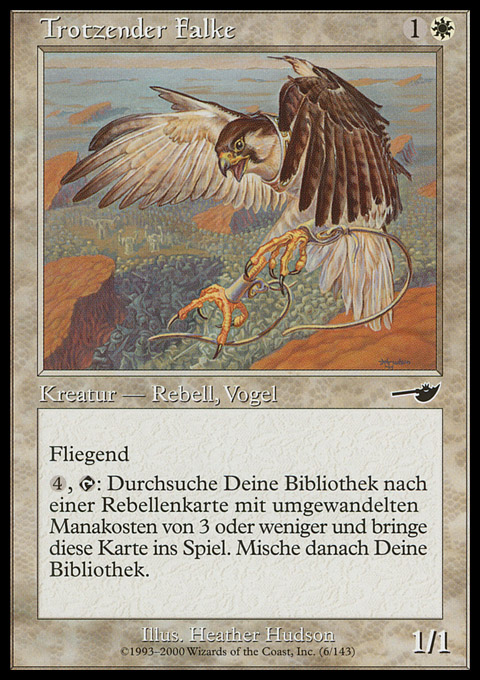 Trotzender Falke 1
Kreatur — Rebell, Vogel
Fliegend
4, : Durchsuche Deine Bibliothek nach
einer Rebellenkarte mit umgewandelten
Manakosten von 3 oder weniger und bringe
diese Karte ins Spiel. Mische danach Deine
Bibliothek.
Illus. Heather Hudson
©1993–2000 Wizards of the Coast, Inc. (6/143)
1/1